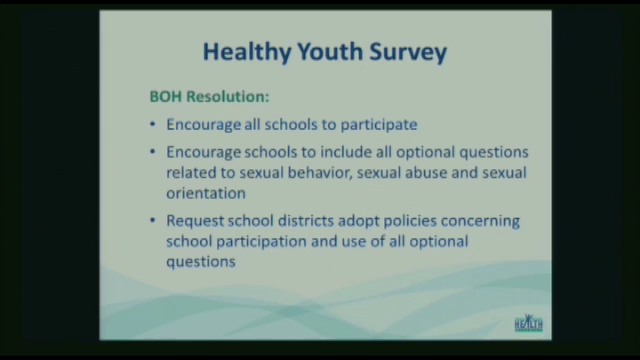 Healthy Youth Survey
BOH Resolution:
• Encourage all schools to participate
• Encourage schools to include all optional questions
related to sexual behavior, sexual abuse and sexual
orientation
• Request school districts adopt policies concerning
school participation and use of all optional
questions
HEALTH